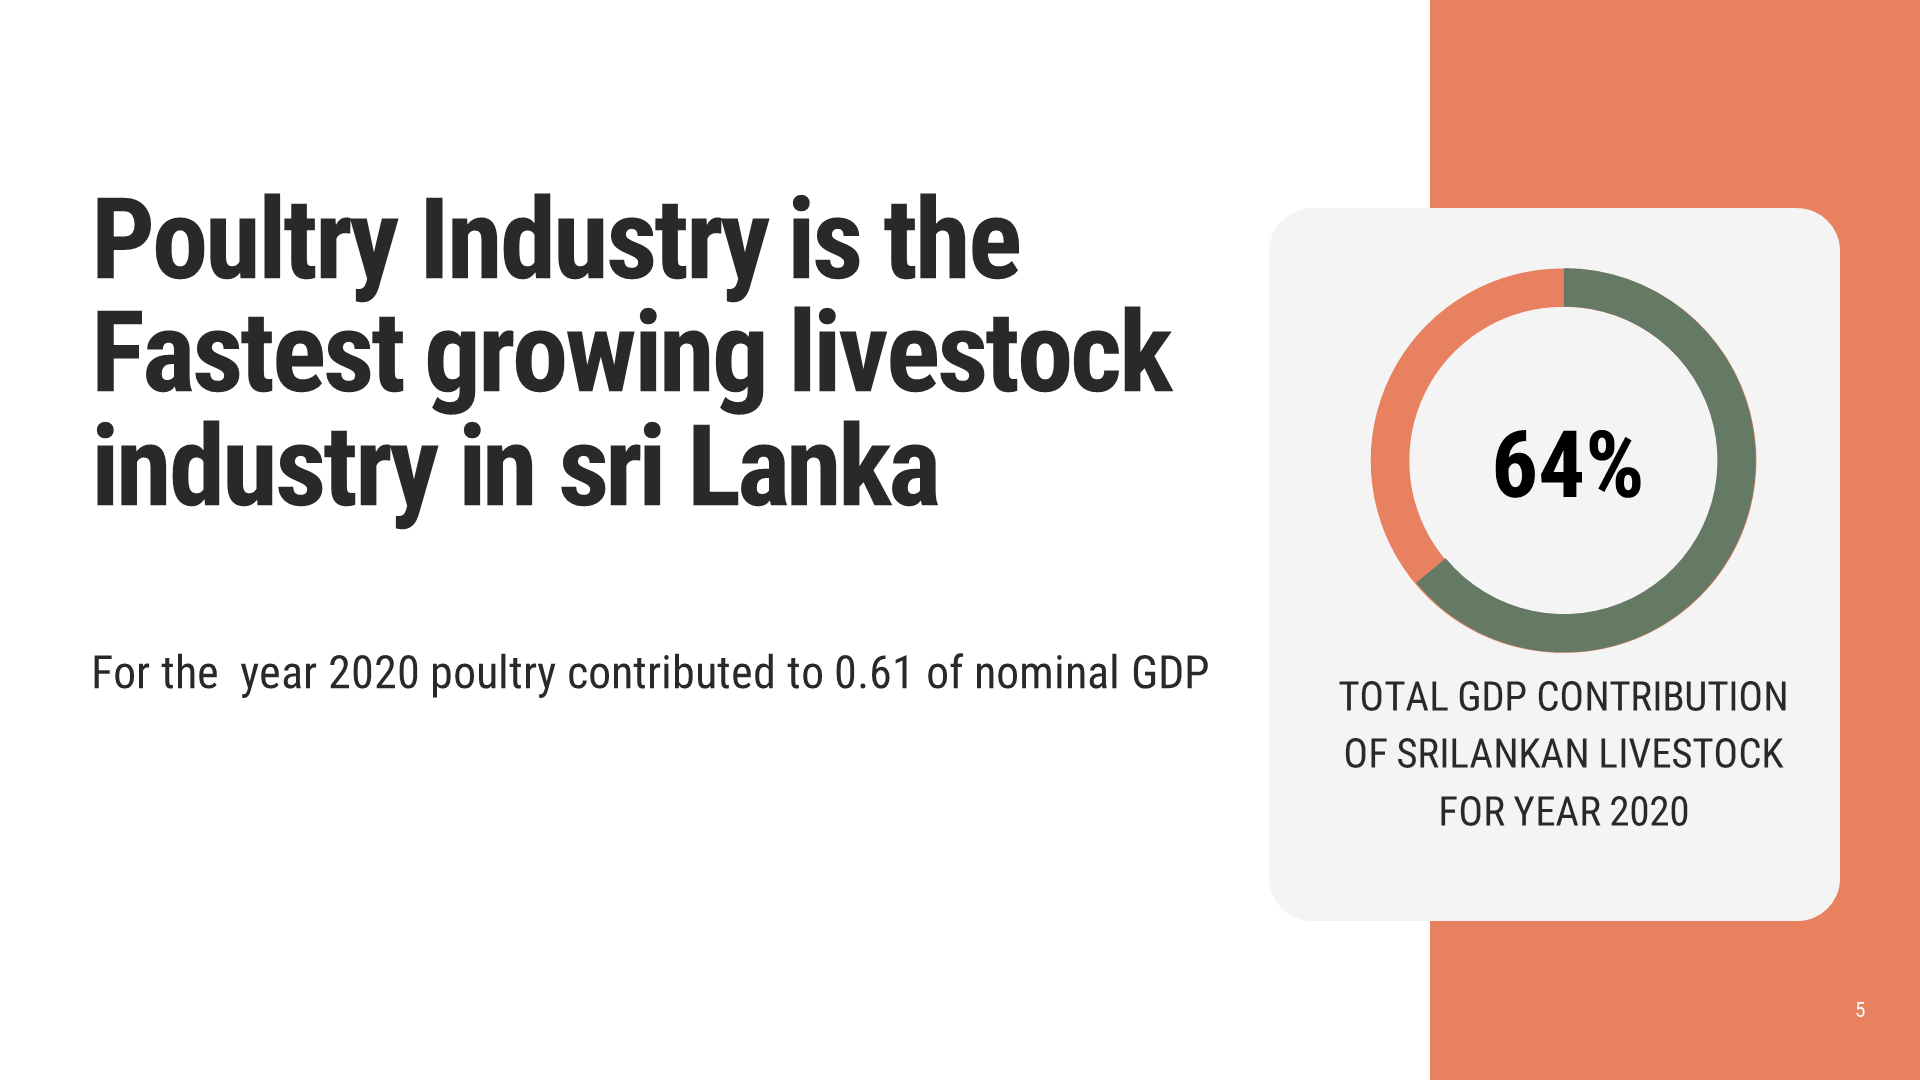 Poultry Industry is the
Fastest growing livestock
industry in sri Lanka
For the  year 2020 poultry contributed to 0.61 of nominal GDP
64%
TOTAL GDP CONTRIBUTION
OF SRILANKAN LIVESTOCK
FOR YEAR 2020
5